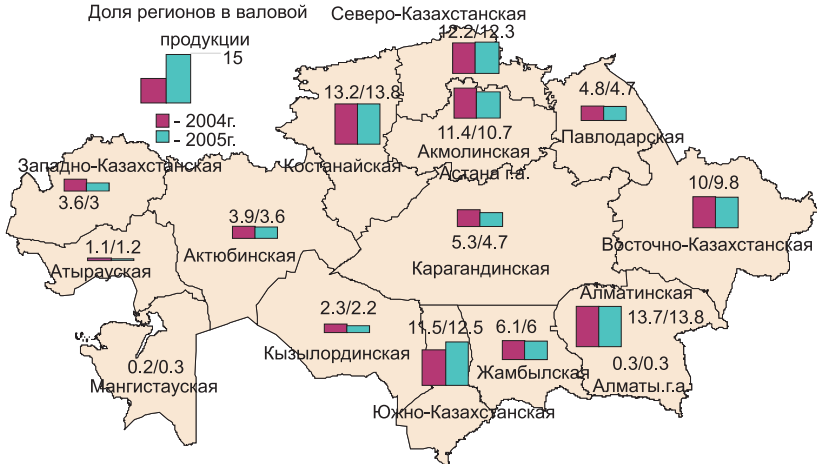 Доля регионов в валовой
продукции
15
- 2004г.
- 2005г.
Северо-Казахстанская
12.2/12.3
13.2/13.8
Костанайская
11.4/10.7
Акмолинская
Астана г.а.
4.8/4.7
Павлодарская
Западно-Казахстанская
3.6/3
3.9/3.6
Актюбинская
1.1/1.2
Атырауская
5.3/4.7
Карагандинская
10/9.8
Восточно-Казахстанская
Алматинская
13.7/13.8
0.3/0.3
Алматы.г.а.
2.3/2.2
Кызылординская
11.5/12.5
Южно-Казахстанская
6.1/6
Жамбылская
0.2/0.3
Мангистауская